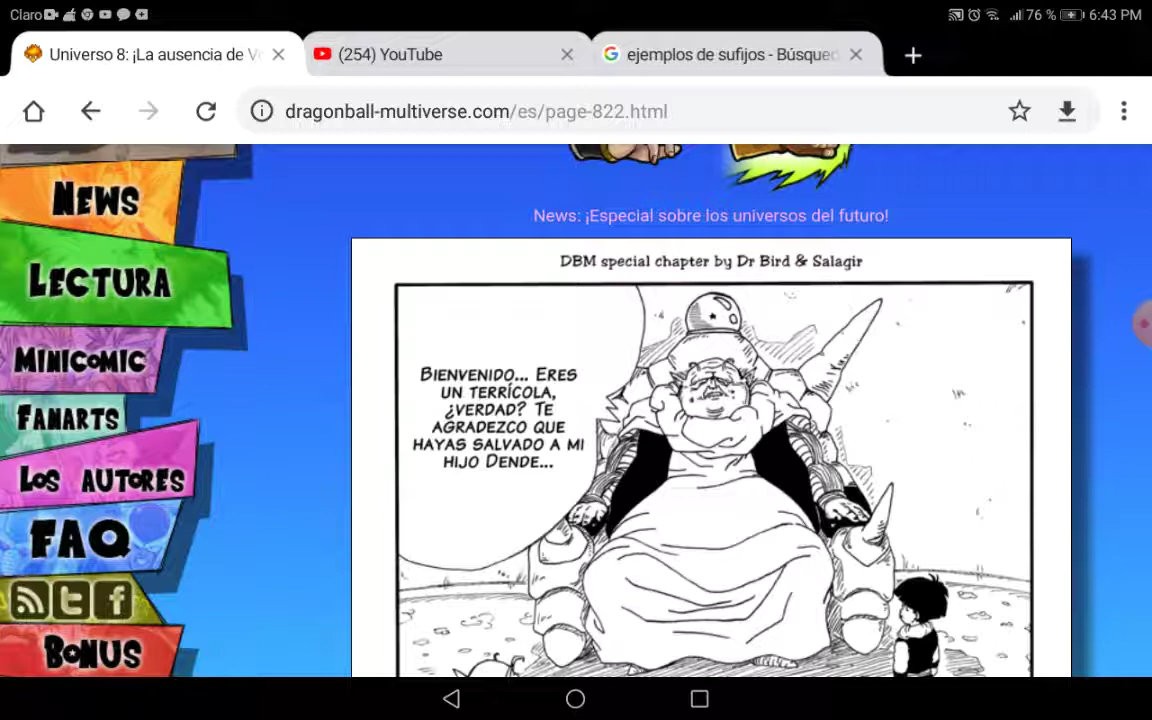 Claro 76 % 6:43 PM
Universo 8: ¡La ausencia de V
(254) YouTube
ejemplos de sufijos - Búsqued
dragonball-multiverse.com/es/page-822.html
NEWS
LECTURA
MINICOMIC
FANARTS
LOS AUTORES
FAQ
BONUS
News: ¡Especial sobre los universos del futuro!
DBM special chapter by Dr Bird & Salagir
BIENVENIDO... ERES
UN TERRÍCOLA,
¿VERDAD? TE
AGRADEZCO QUE
HAYAS SALVADO A MI
HIJO DENDE...